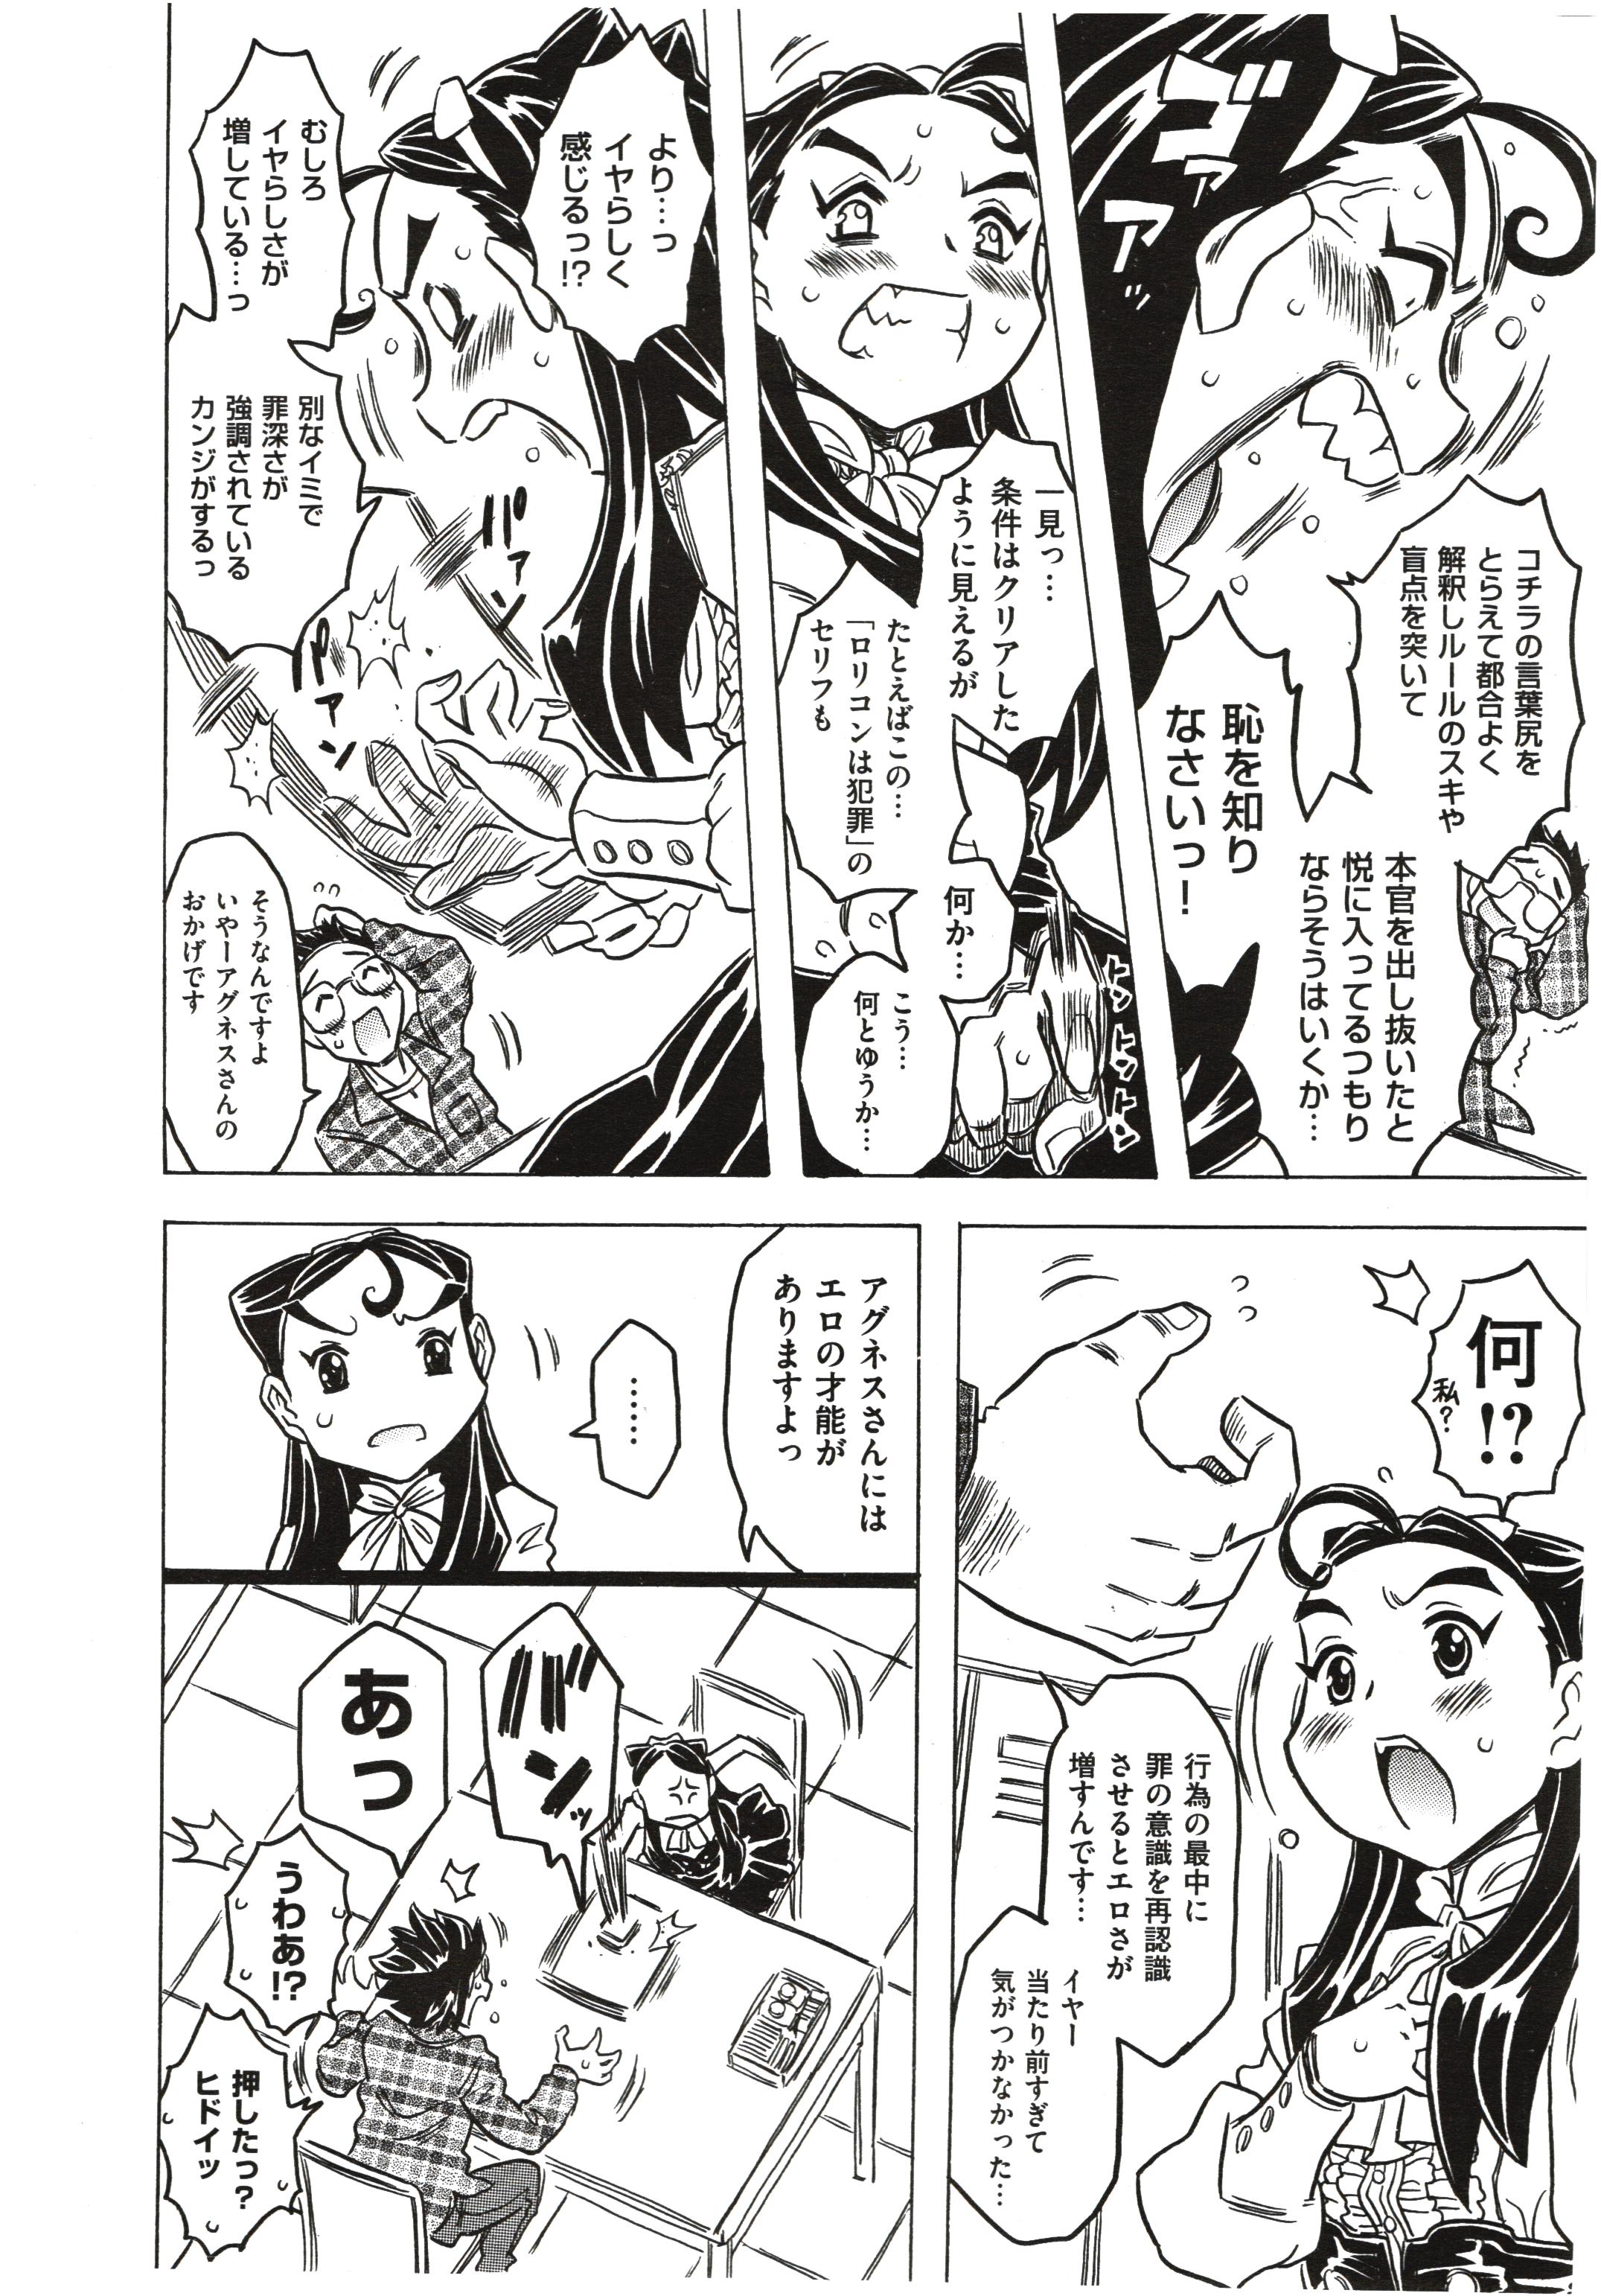 グヴァアァッ
コチラの言葉尻を
とらえて都合よく
解釈しルールのスキや
盲点を突いて
本官を出し抜いたと
悦に入ってるつもり
ならそうはいくか…
恥を知り
なさいっ!
一見っ…
条件はクリアした
ように見えるが
何か…
トントントン
たとえばこの…
「ロリコンは犯罪」の
セリフも
こう…
何とゆうか…
より…っ
イヤらしく
感じるっ!?
むしろ
イヤらしさが
増している…っ
別なイミで
罪深さが
強調されている
カンジがするっ
バァン
バァン
そうなんですよ
いやーアグネスさんの
おかげです
何!?
私?
行為の最中に
罪の意識を再認識
させるとエロさが
増すんです…
イヤー
当たり前すぎて
気がつかなかった…
アグネスさんには
エロの才能が
ありますよっ
……
バンッ
あっ
うわあ!?
押したっ?
ヒドイッ